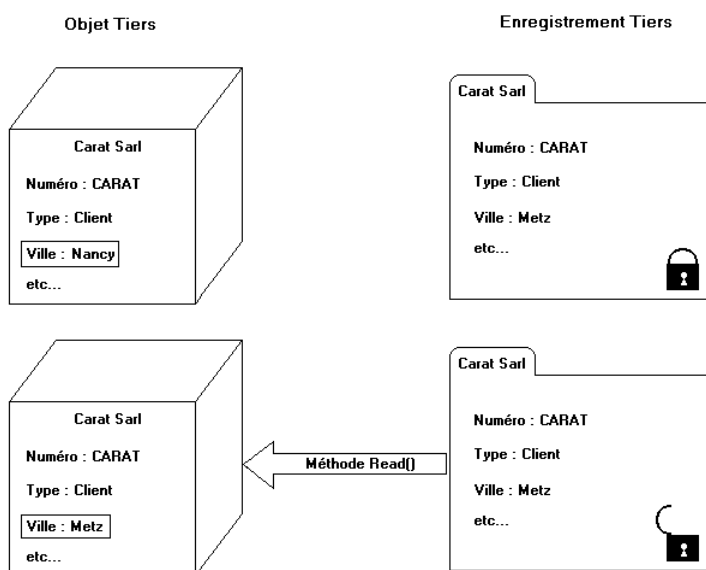 Objet Tiers
Enregistrement Tiers
Carat Sarl
Numéro : CARAT
Type : Client
Ville : Nancy
etc...
Carat Sarl
Numéro : CARAT
Type : Client
Ville : Metz
etc...
Carat Sarl
Numéro : CARAT
Type : Client
Ville : Metz
etc...
Méthode Read()
Carat Sarl
Numéro : CARAT
Type : Client
Ville : Metz
etc...